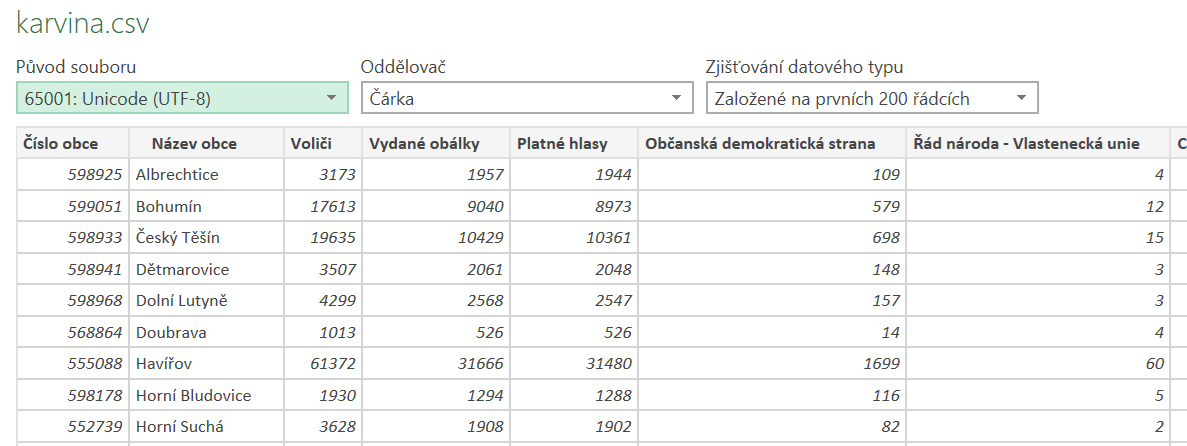 karvina.csv
Původ souboru Oddělovač Zjišťování datového typu
65001: Unicode (UTF-8) Čárka Založené na prvních 200 řádcích
Číslo obce Název obce Voliči Vydané obálky Platné hlasy Občanská demokratická strana Řád národa - Vlastenecká unie C
598925 Albrechtice 3173 1957 1944 109 4
599051 Bohumín 17613 9040 8973 579 12
598933 Český Těšín 19635 10429 10361 698 15
598941 Dětmarovice 3507 2061 2048 148 3
598968 Dolní Lutyně 4299 2568 2547 157 3
568864 Doubrava 1013 526 526 14 4
555088 Havířov 61372 31666 31480 1699 60
598178 Horní Bludovice 1930 1294 1288 116 5
552739 Horní Suchá 3628 1908 1902 82 2